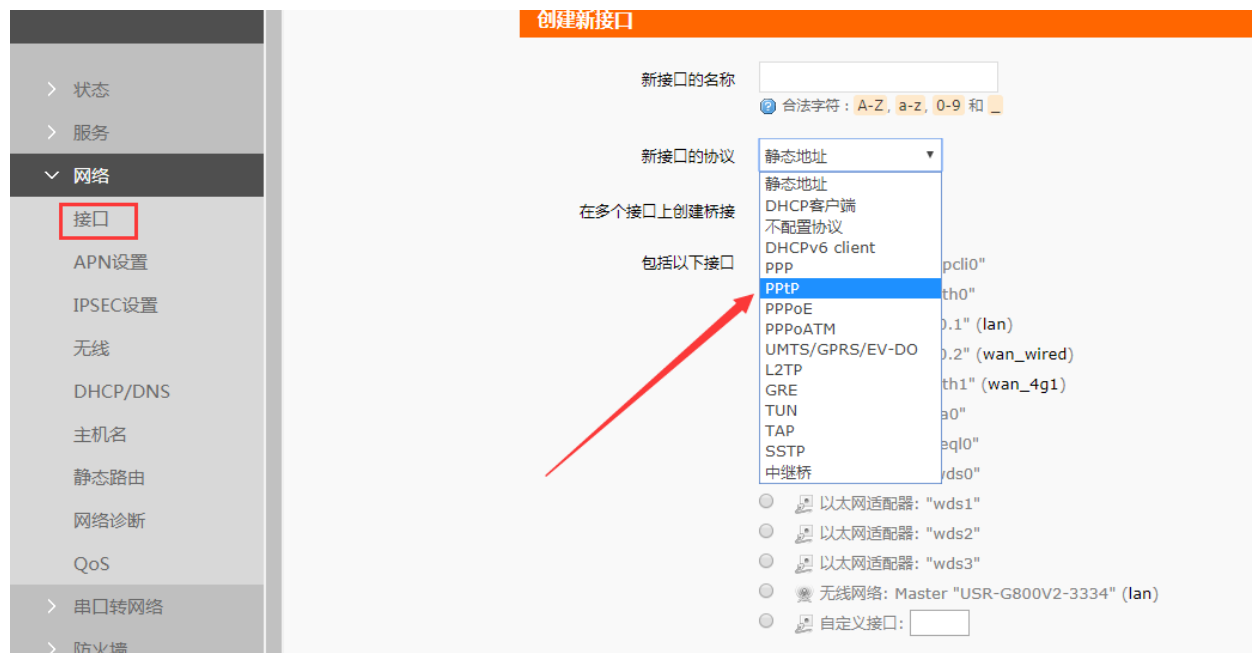 创建新接口
状态
服务
网络
接口
APN设置
IPSEC设置
无线
DHCP/DNS
主机名
静态路由
网络诊断
QoS
串口转网络
防火墙
新接口的名称
合法字符：A-Z, a-z, 0-9 和 _
新接口的协议
静态地址
静态地址
DHCP客户端
不配置协议
DHCPv6 client
PPP
PPtP
PPPoE
PPPoATM
UMTS/GPRS/EV-DO
L2TP
GRE
TUN
TAP
SSTP
中继桥
在多个接口上创建桥接
包括以下接口
pcli0"
th0"
0.1" (lan)
0.2" (wan_wired)
th1" (wan_4g1)
a0"
eql0"
ds0"
以太网适配器: "wds1"
以太网适配器: "wds2"
以太网适配器: "wds3"
无线网络: Master "USR-G800V2-3334" (lan)
自定义接口: